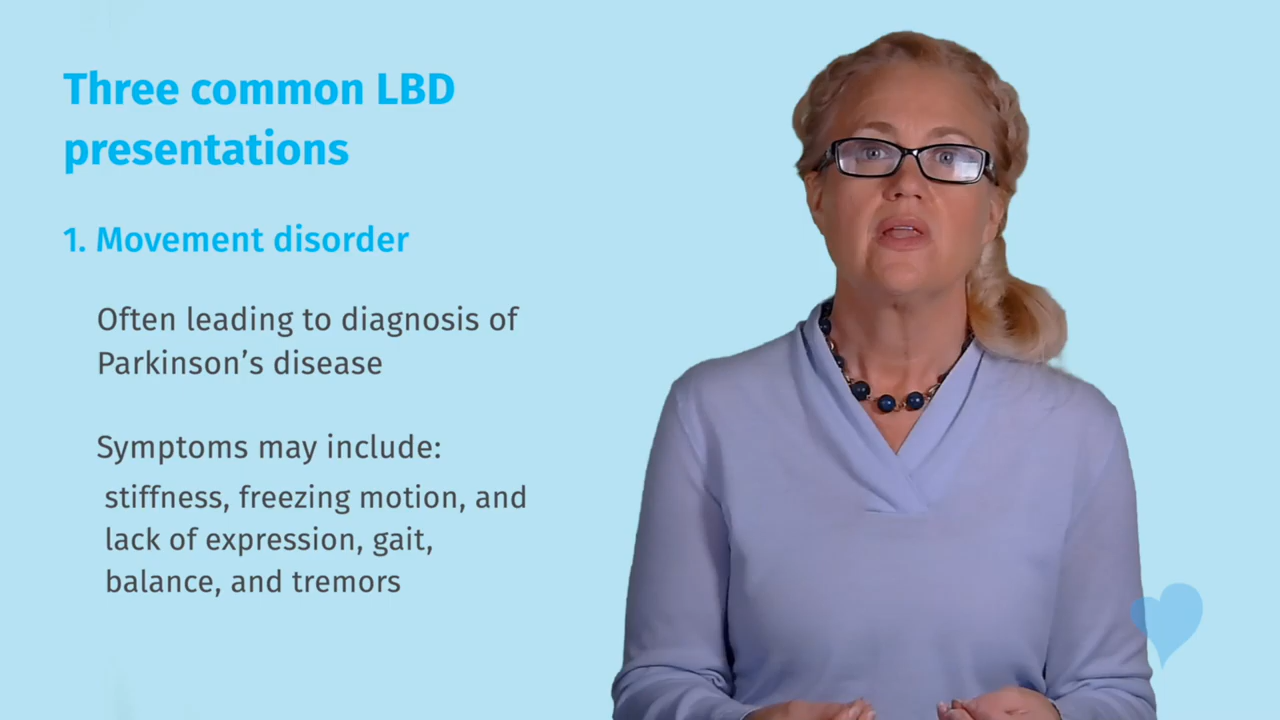 Three common LBD
presentations
1. Movement disorder
Often leading to diagnosis of
Parkinson’s disease
Symptoms may include:
stiffness, freezing motion, and
lack of expression, gait,
balance, and tremors